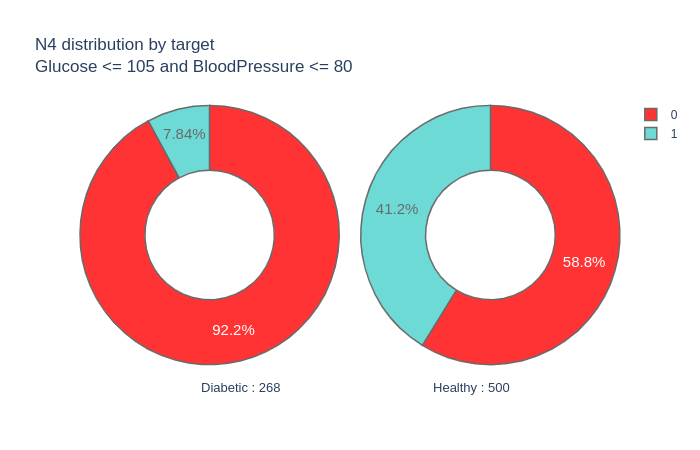 N4 distribution by target
Glucose <= 105 and BloodPressure <= 80
0
1
7.84%
41.2%
58.8%
92.2%
Diabetic : 268
Healthy : 500